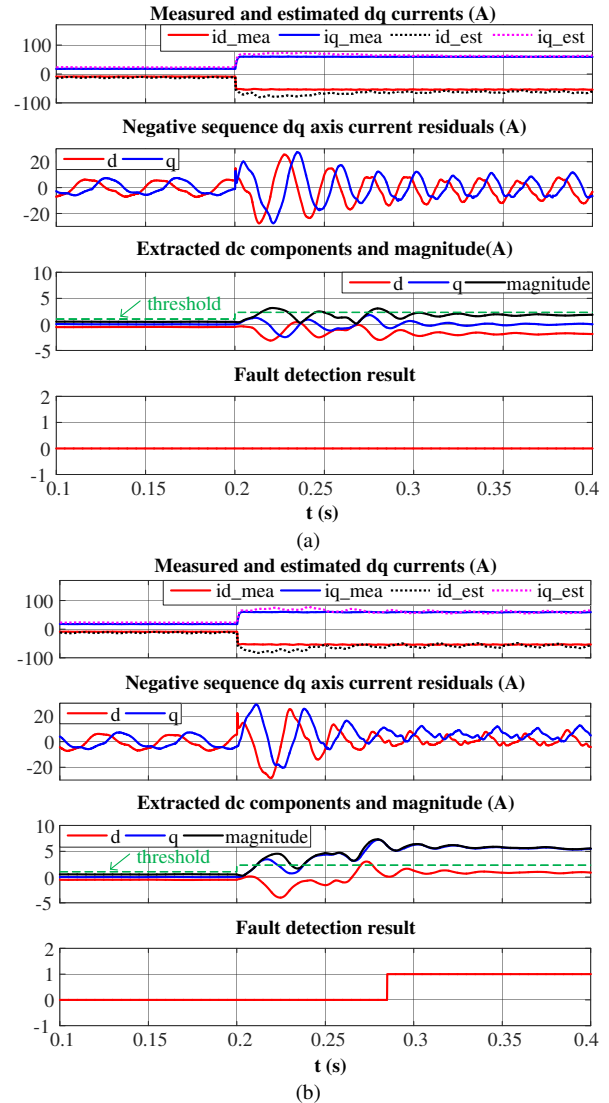 Measured and estimated dq currents (A)
id_mea iq_mea id_est iq_est
100
0
-100
Negative sequence dq axis current residuals (A)
d q
20
0
-20
Extracted dc components and magnitude(A)
d q magnitude
threshold
10
5
0
-5
Fault detection result
2
1
0
-1
0.1 0.15 0.2 0.25 0.3 0.35 0.4
t (s)
(a)
Measured and estimated dq currents (A)
id_mea iq_mea id_est iq_est
100
0
-100
Negative sequence dq axis current residuals (A)
d q
20
0
-20
Extracted dc components and magnitude (A)
d q magnitude
threshold
10
5
0
-5
Fault detection result
2
1
0
-1
0.1 0.15 0.2 0.25 0.3 0.35 0.4
t (s)
(b)